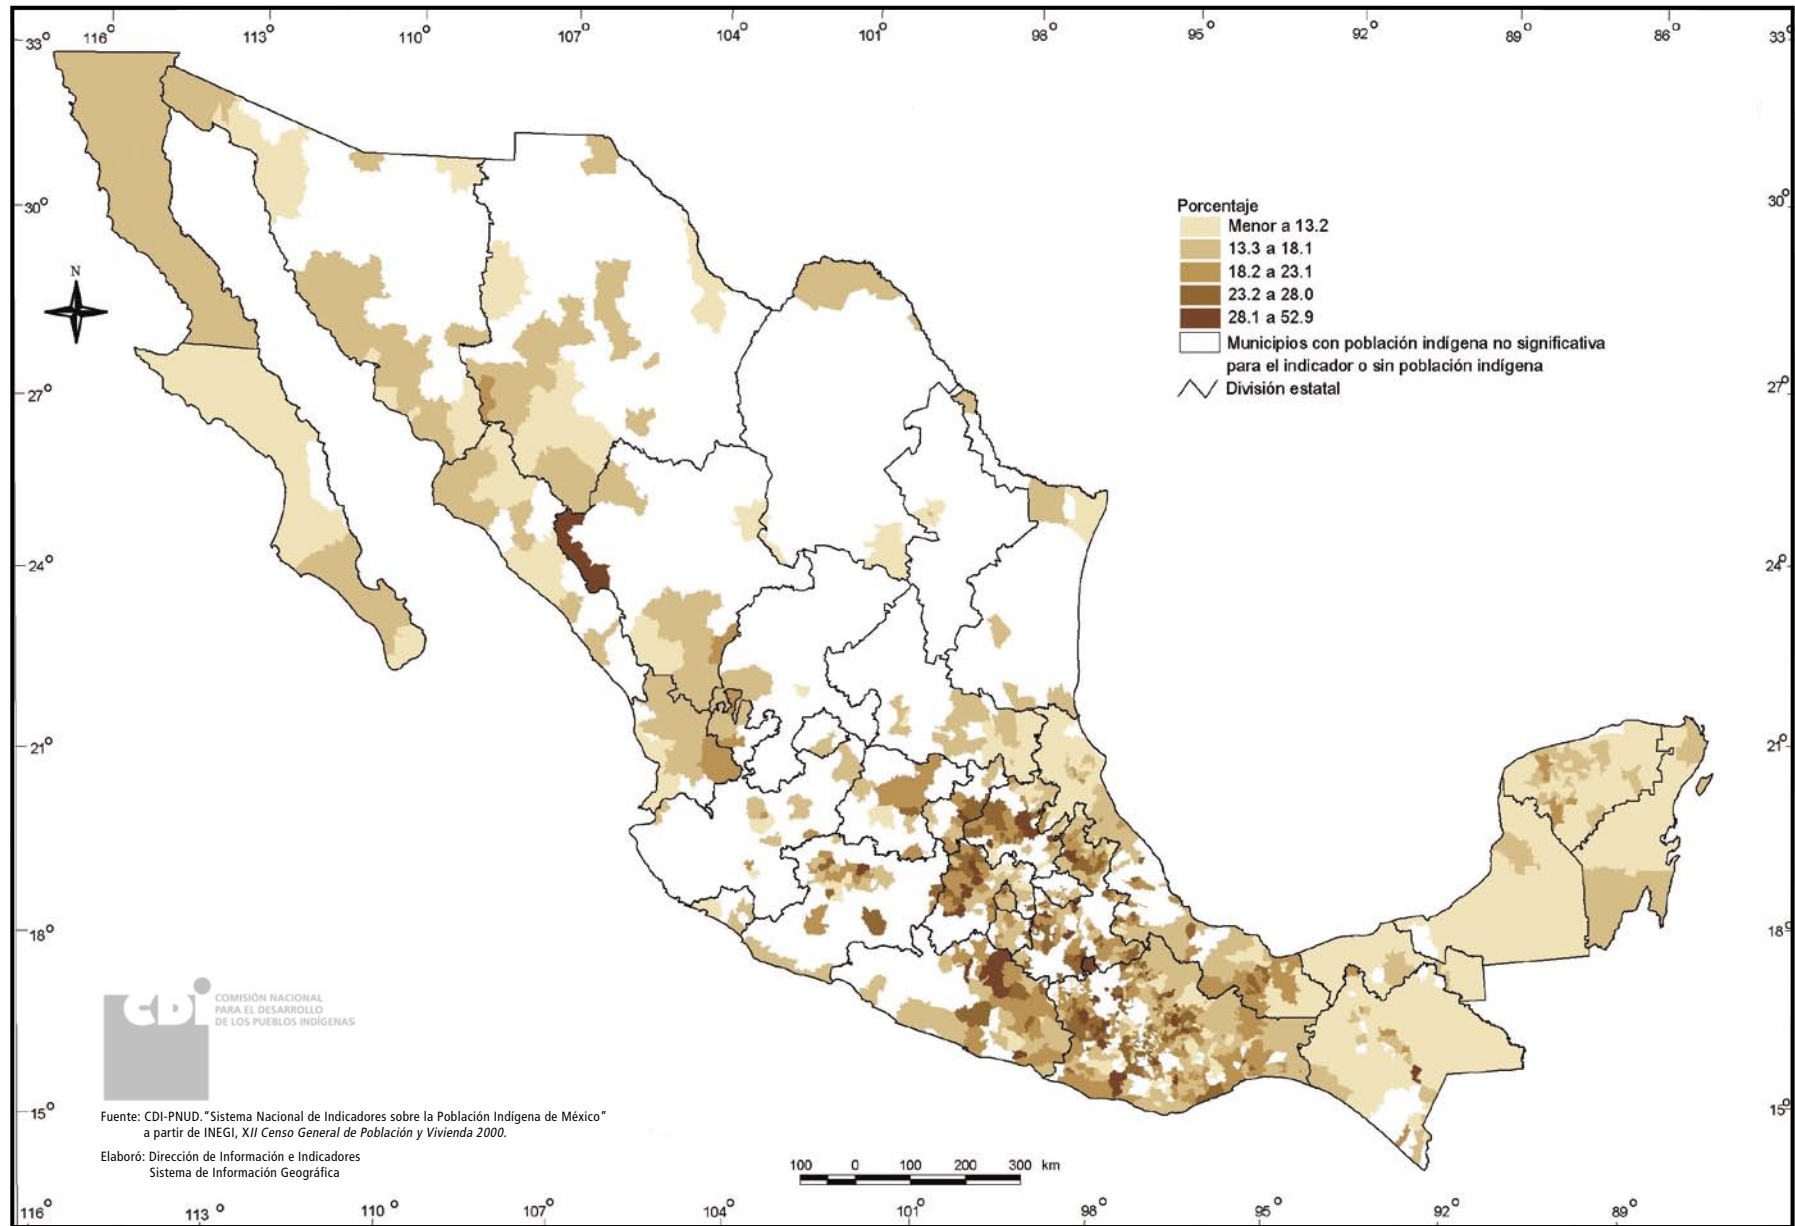 116° 113° 110° 107° 104° 101° 98° 95° 92° 89° 86°
33° 33°
30° 30°
27° 27°
24° 24°
21° 21°
18° 18°
15° 15°
N
Porcentaje
Menor a 13.2
13.3 a 18.1
18.2 a 23.1
23.2 a 28.0
28.1 a 52.9
Municipios con población indígena no significativa
para el indicador o sin población indígena
División estatal
CDI
COMISIÓN NACIONAL
PARA EL DESARROLLO
DE LOS PUEBLOS INDÍGENAS
Fuente: CDI-PNUD. "Sistema Nacional de Indicadores sobre la Población Indígena de México"
a partir de INEGI, XII Censo General de Población y Vivienda 2000.
Elaboró: Dirección de Información e Indicadores
Sistema de Información Geográfica
100 0 100 200 300 km
116° 113° 110° 107° 104° 101° 98° 95° 92° 89°